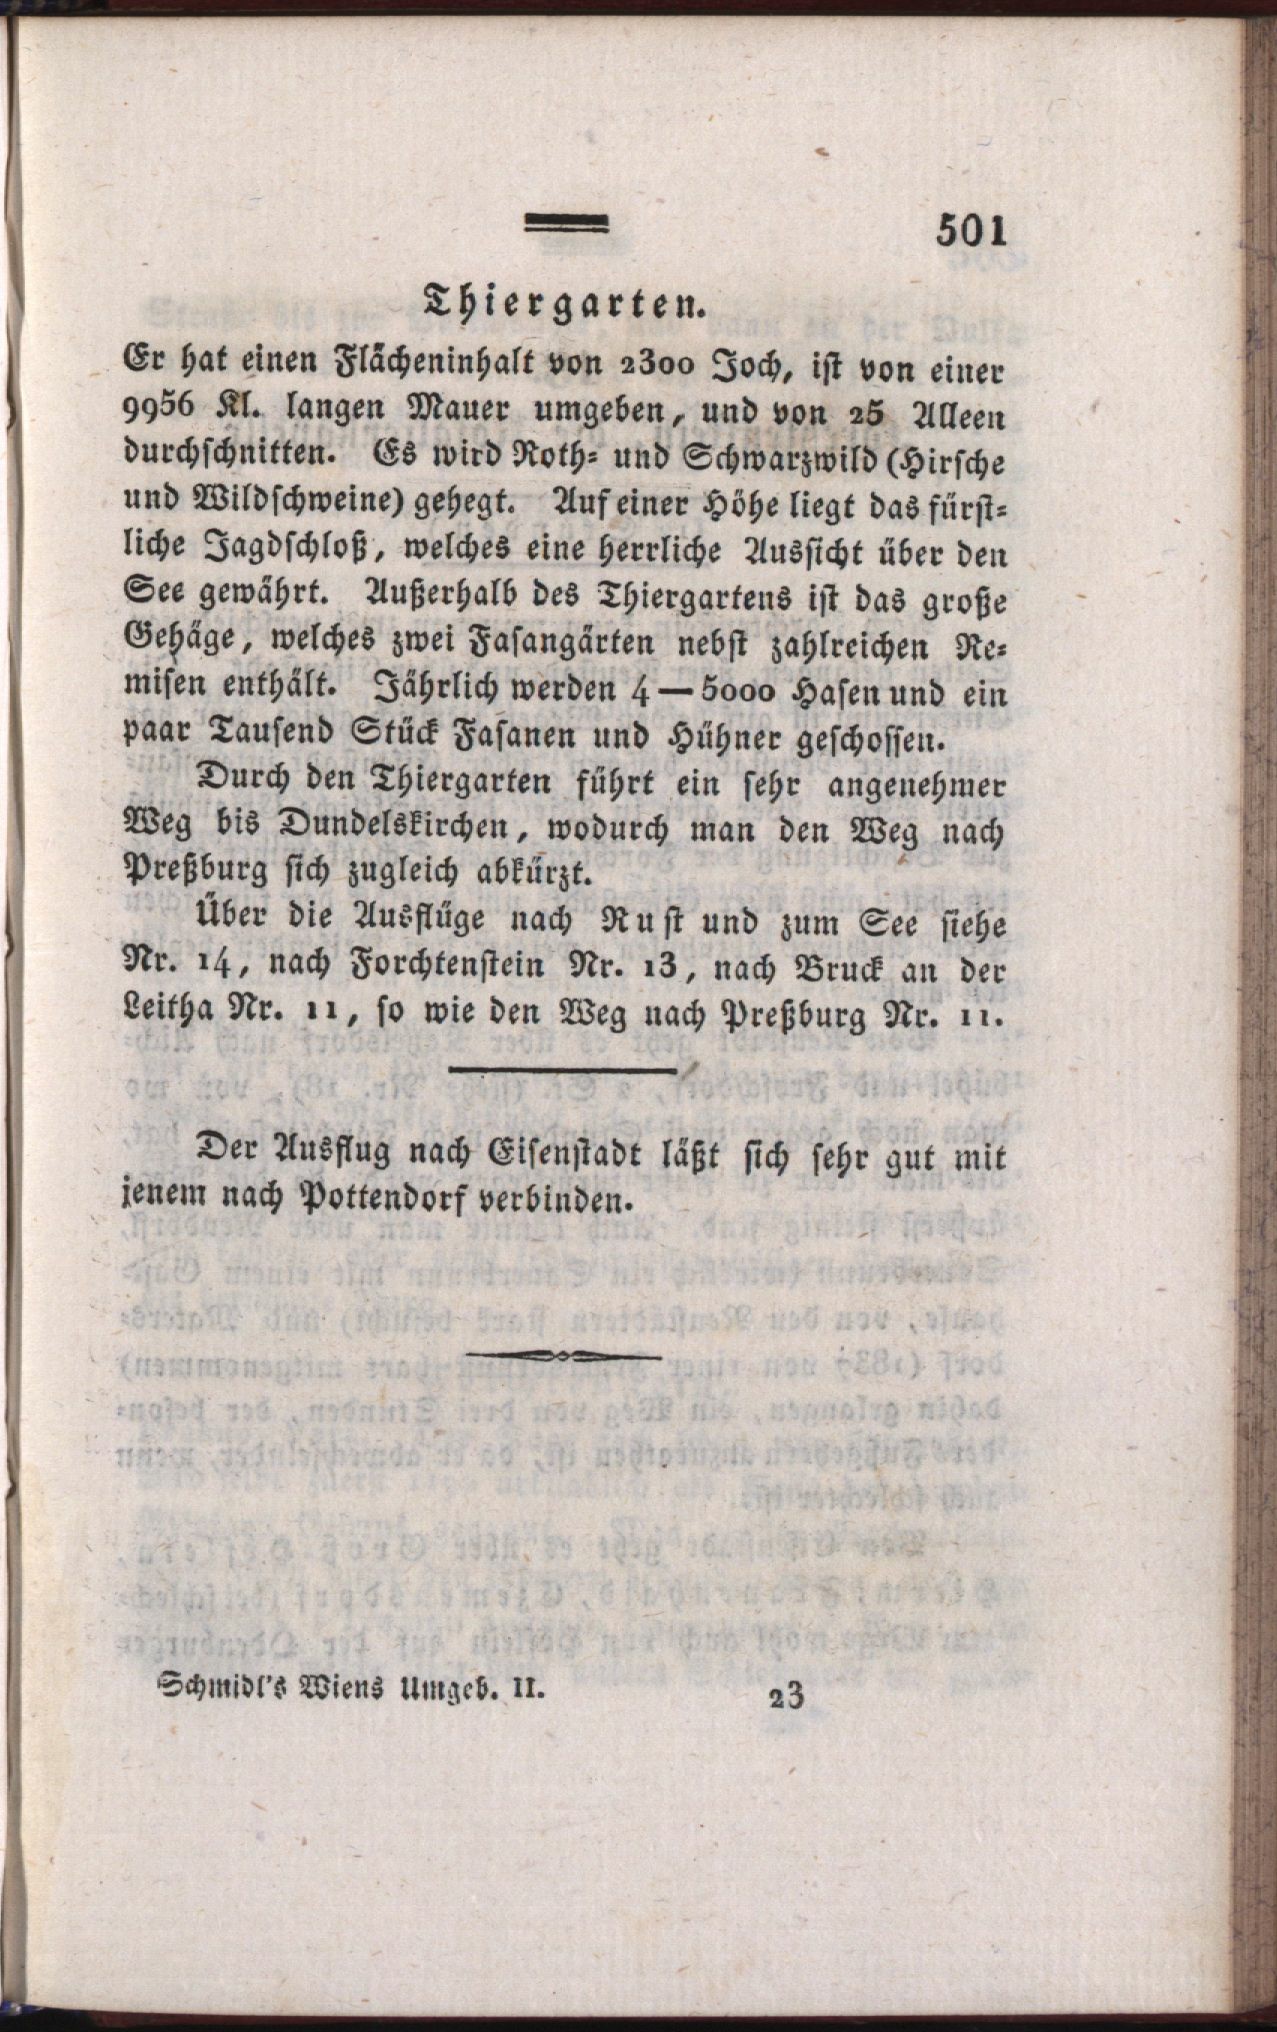 501
Thiergarten.
Er hat einen Flächeninhalt von 2300 Joch, ist von einer
9956 Kl. langen Mauer umgeben, und von 25 Alleen
durchschnitten. Es wird Roth- und Schwarzwild (Hirsche
und Wildschweine) gehegt. Auf einer Höhe liegt das fürst-
liche Jagdschloß, welches eine herrliche Aussicht über den
See gewährt. Außerhalb des Thiergartens ist das große
Gehäge, welches zwei Fasangärten nebst zahlreichen Re-
misen enthält. Jährlich werden 4 — 5000 Hasen und ein
paar Tausend Stück Fasanen und Hühner geschossen.
Durch den Thiergarten führt ein sehr angenehmer
Weg bis Dundelskirchen, wodurch man den Weg nach
Preßburg sich zugleich abkürzt.
Über die Ausflüge nach Rust und zum See siehe
Nr. 14, nach Forchtenstein Nr. 13, nach Bruck an der
Leitha Nr. 11, so wie den Weg nach Preßburg Nr. 11.
Der Ausflug nach Eisenstadt läßt sich sehr gut mit
jenem nach Pottendorf verbinden.
Schmidl's Wiens Umgeb. II.
23